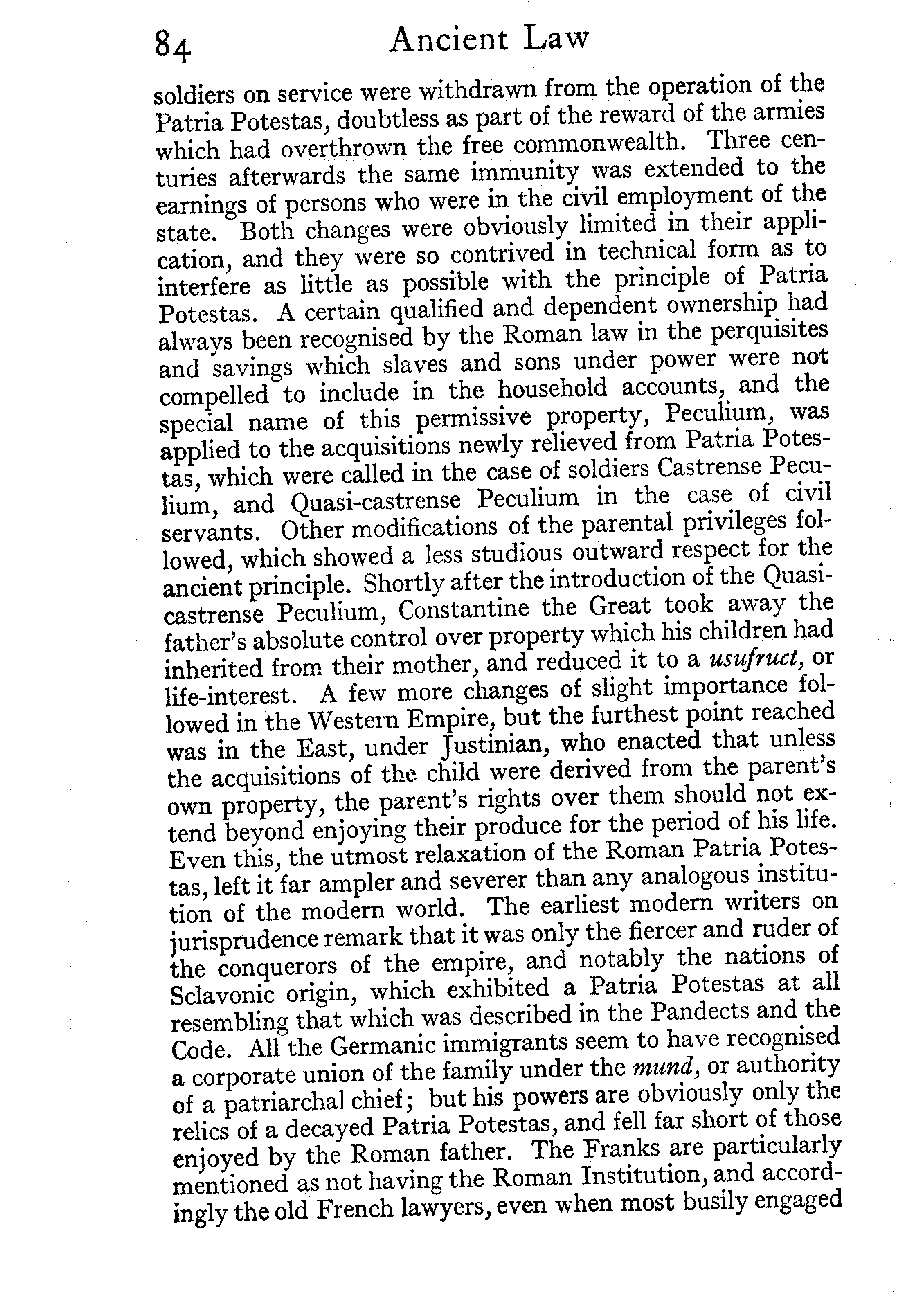 84 Ancient Law
soldiers on service were withdrawn from the operation of the
Patria Potestas, doubtless as part of the reward of the armies
which had overthrown the free commonwealth. Three cen-
turies afterwards the same immunity was extended to the
earnings of persons who were in the civil employment of the
state. Both changes were obviously limited in their appli-
cation, and they were so contrived in technical form as to
interfere as little as possible with the principle of Patria
Potestas. A certain qualified and dependent ownership had
always been recognised by the Roman law in the perquisites
and savings which slaves and sons under power were not
compelled to include in the household accounts, and the
special name of this permissive property, Peculium, was
applied to the acquisitions newly relieved from Patria Potes-
tas, which were called in the case of soldiers Castrense Pecu-
lium, and Quasi-castrense Peculium in the case of civil
servants. Other modifications of the parental privileges fol-
lowed, which showed a less studious outward respect for the
ancient principle. Shortly after the introduction of the Quasi-
castrense Peculium, Constantine the Great took away the
father's absolute control over property which his children had
inherited from their mother, and reduced it to a usufruct, or
life-interest. A few more changes of slight importance fol-
lowed in the Western Empire, but the furthest point reached
was in the East, under Justinian, who enacted that unless
the acquisitions of the child were derived from the parent's
own property, the parent's rights over them should not ex-
tend beyond enjoying their produce for the period of his life.
Even this, the utmost relaxation of the Roman Patria Potes-
tas, left it far ampler and severer than any analogous institu-
tion of the modern world. The earliest modern writers on
jurisprudence remark that it was only the fiercer and ruder of
the conquerors of the empire, and notably the nations of
Sclavonic origin, which exhibited a Patria Potestas at all
resembling that which was described in the Pandects and the
Code. All the Germanic immigrants seem to have recognised
a corporate union of the family under the mund, or authority
of a patriarchal chief; but his powers are obviously only the
relics of a decayed Patria Potestas, and fell far short of those
enjoyed by the Roman father. The Franks are particularly
mentioned as not having the Roman Institution, and accord-
ingly the old French lawyers, even when most busily engaged